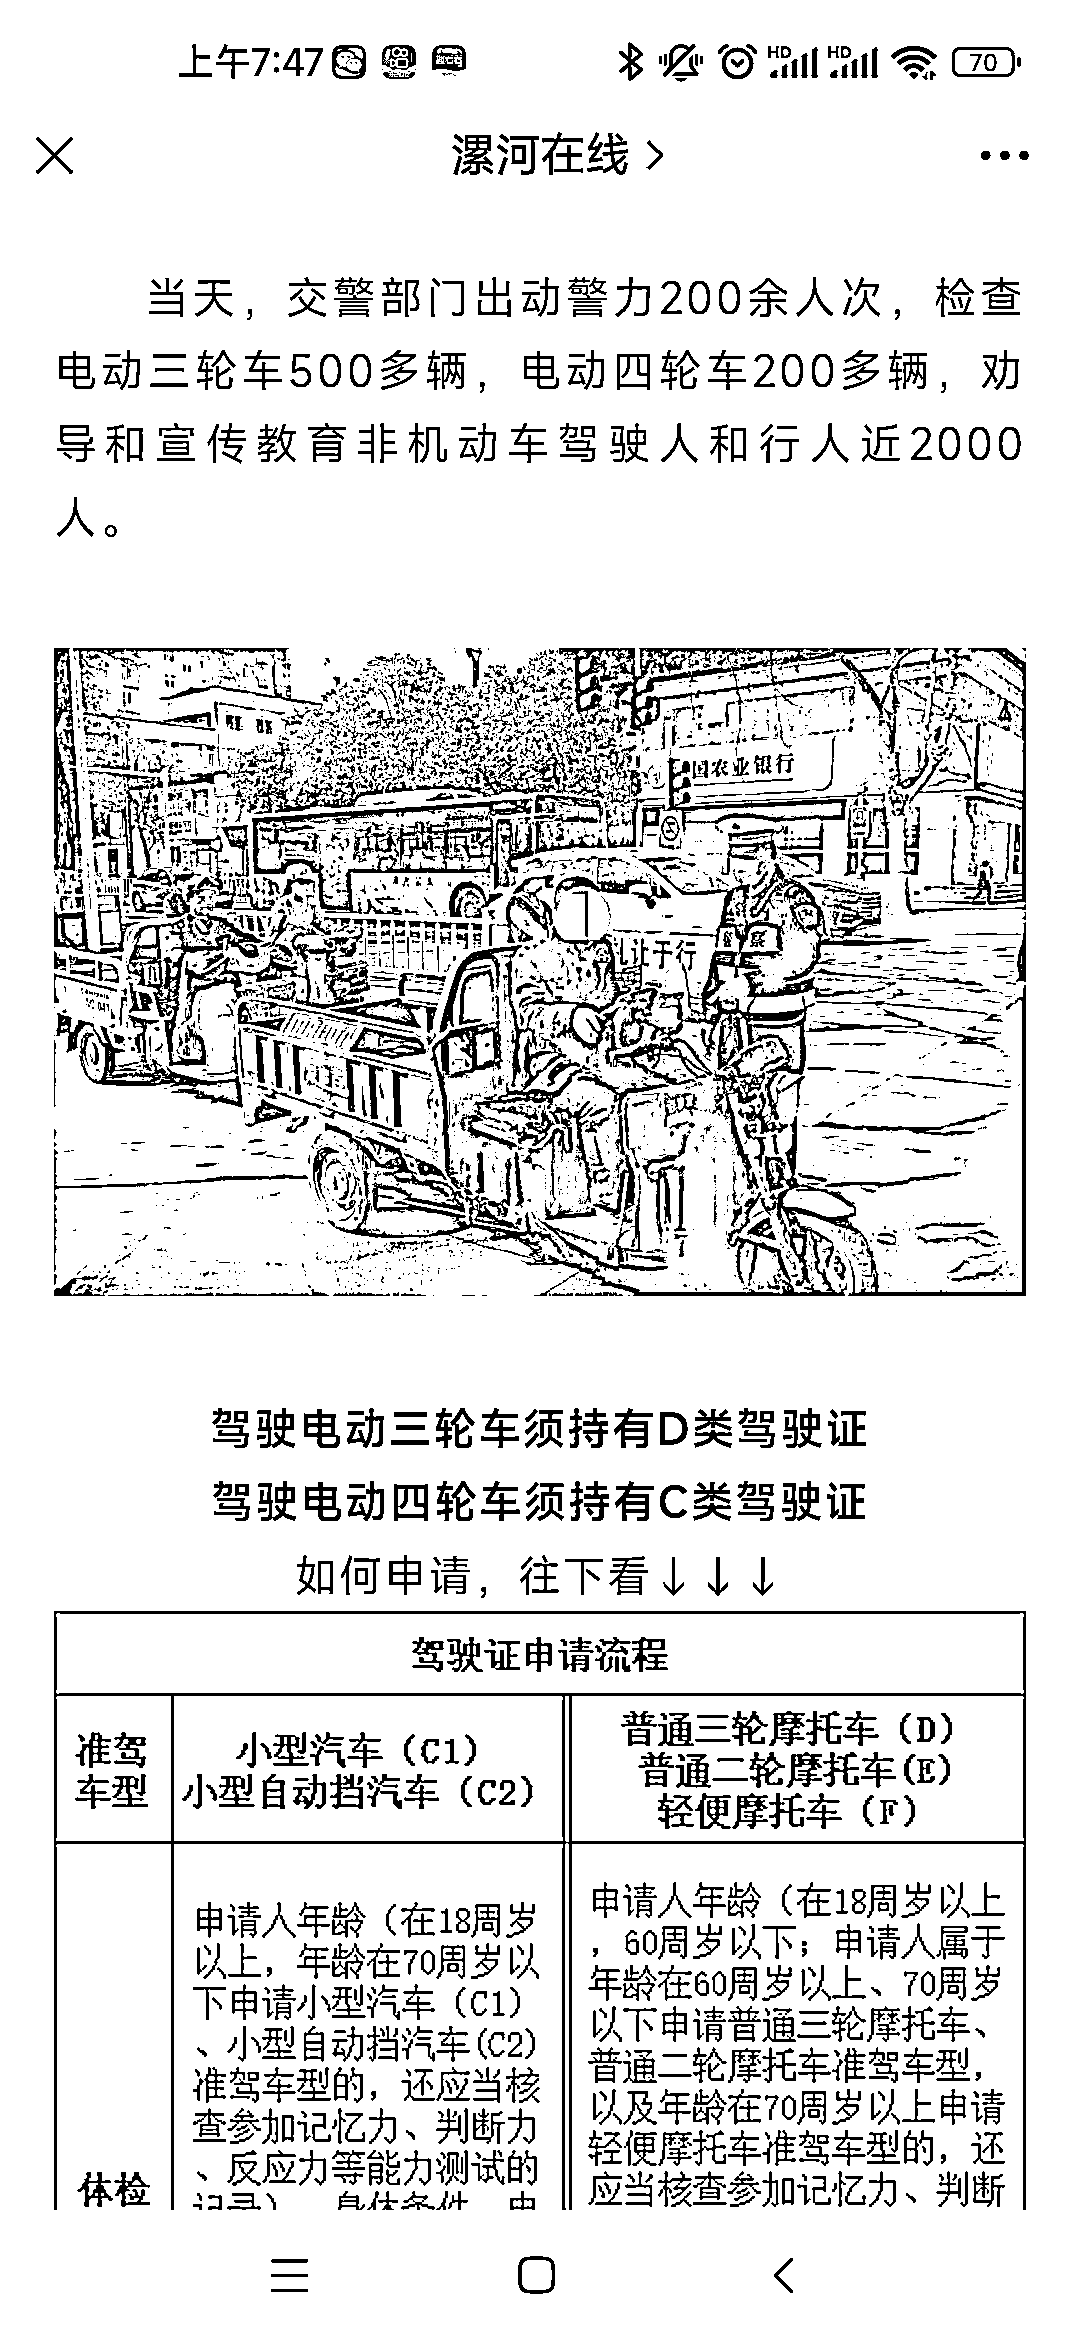 上午7:47
HD HD 70
漯河在线
当天，交警部门出动警力200余人次，检查
电动三轮车500多辆，电动四轮车200多辆，劝
导和宣传教育非机动车驾驶人和行人近2000
人。
国农业银行
让于行
驾驶电动三轮车须持有D类驾驶证
驾驶电动四轮车须持有C类驾驶证
如何申请，往下看↓↓↓
驾驶证申请流程
准驾
车型
小型汽车（C1）
小型自动挡汽车（C2）
普通三轮摩托车（D）
普通二轮摩托车(E)
轻便摩托车（F）
体检
申请人年龄（在18周岁
以上，年龄在70周岁以
下申请小型汽车（C1）
、小型自动挡汽车(C2)
准驾车型的，还应当核
查参加记忆力、判断力
、反应力等能力测试的
记录）、身体条件、申
申请人年龄（在18周岁以上
，60周岁以下；申请人属于
年龄在60周岁以上、70周岁
以下申请普通三轮摩托车、
普通二轮摩托车准驾车型，
以及年龄在70周岁以上申请
轻便摩托车准驾车型的，还
应当核查参加记忆力、判断